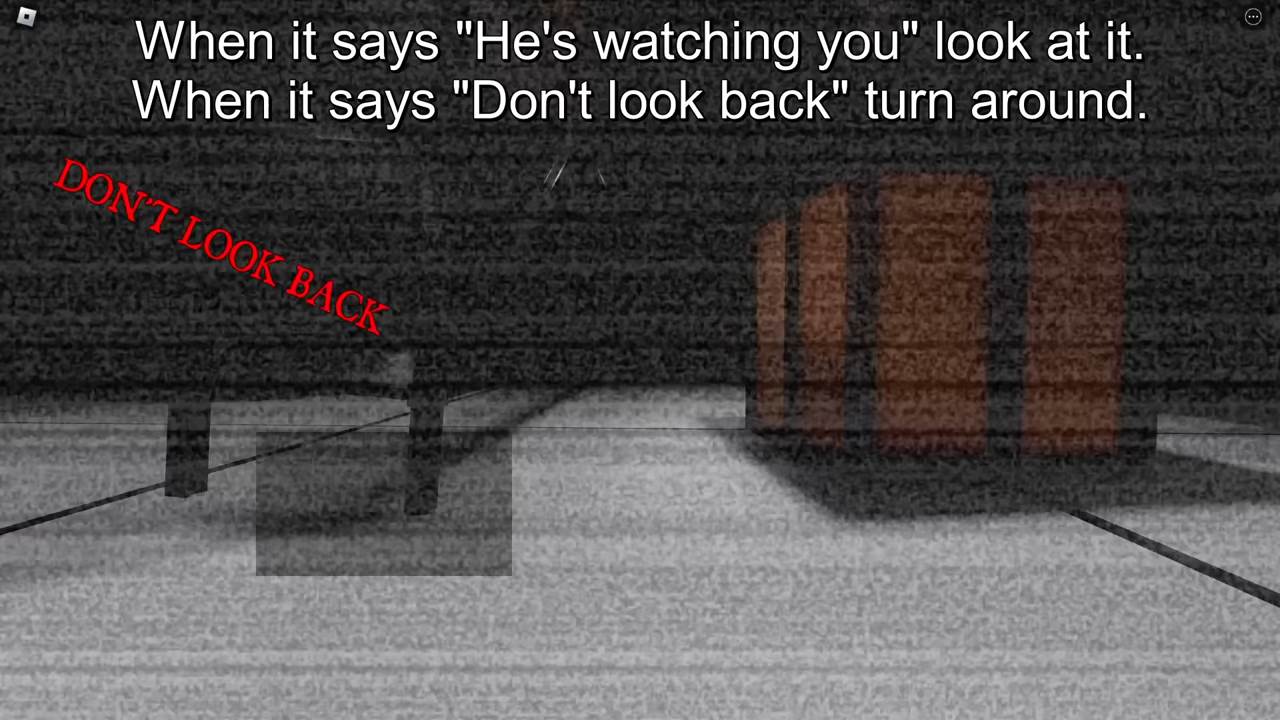 When it says "He's watching you" look at it.
When it says "Don't look back" turn around.
DON'T LOOK BACK